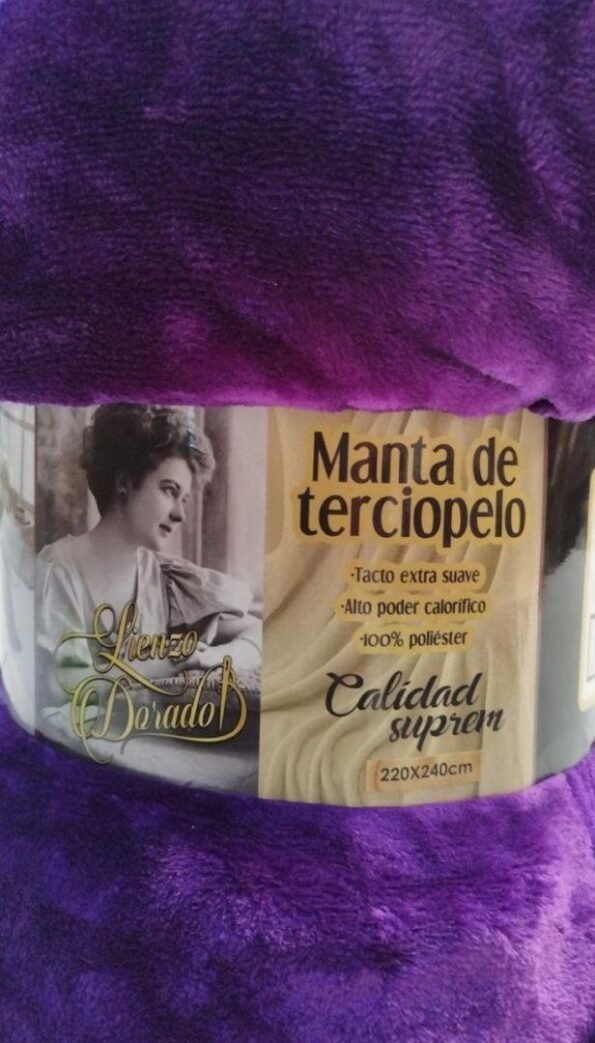 Manta de
terciopelo
·Tacto extra suave
·Alto poder calorífico
·100% poliéster
Lienzo
Dorado
Calidad
suprem
220X240cm